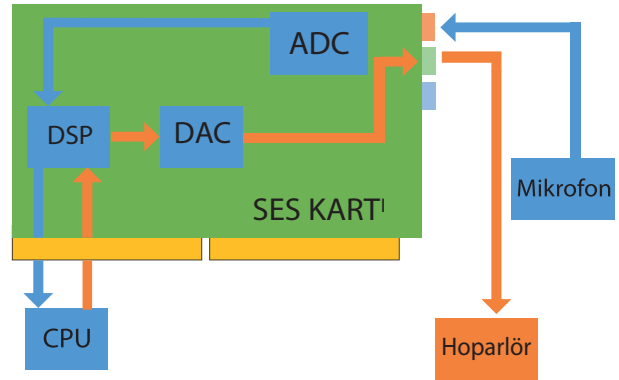 ADC
DSP
DAC
SES KARTI
Mikrofon
CPU
Hoparlör